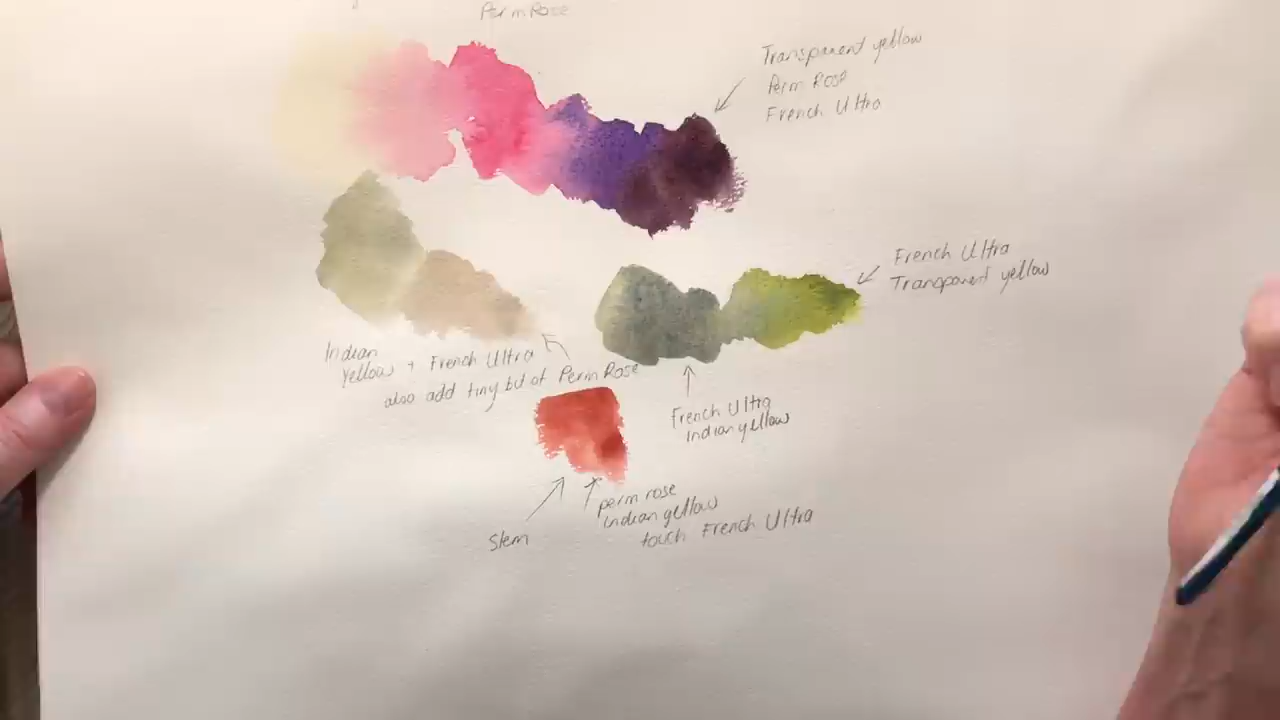 Perm Rose
Transparent yellow
Perm Rose
French Ultra
French Ultra
Transparent yellow
Indian
Yellow + French Ultra
also add tiny bit of Perm Rose
French Ultra
indian yellow
perm rose
indian yellow
touch French Ultra
Stem